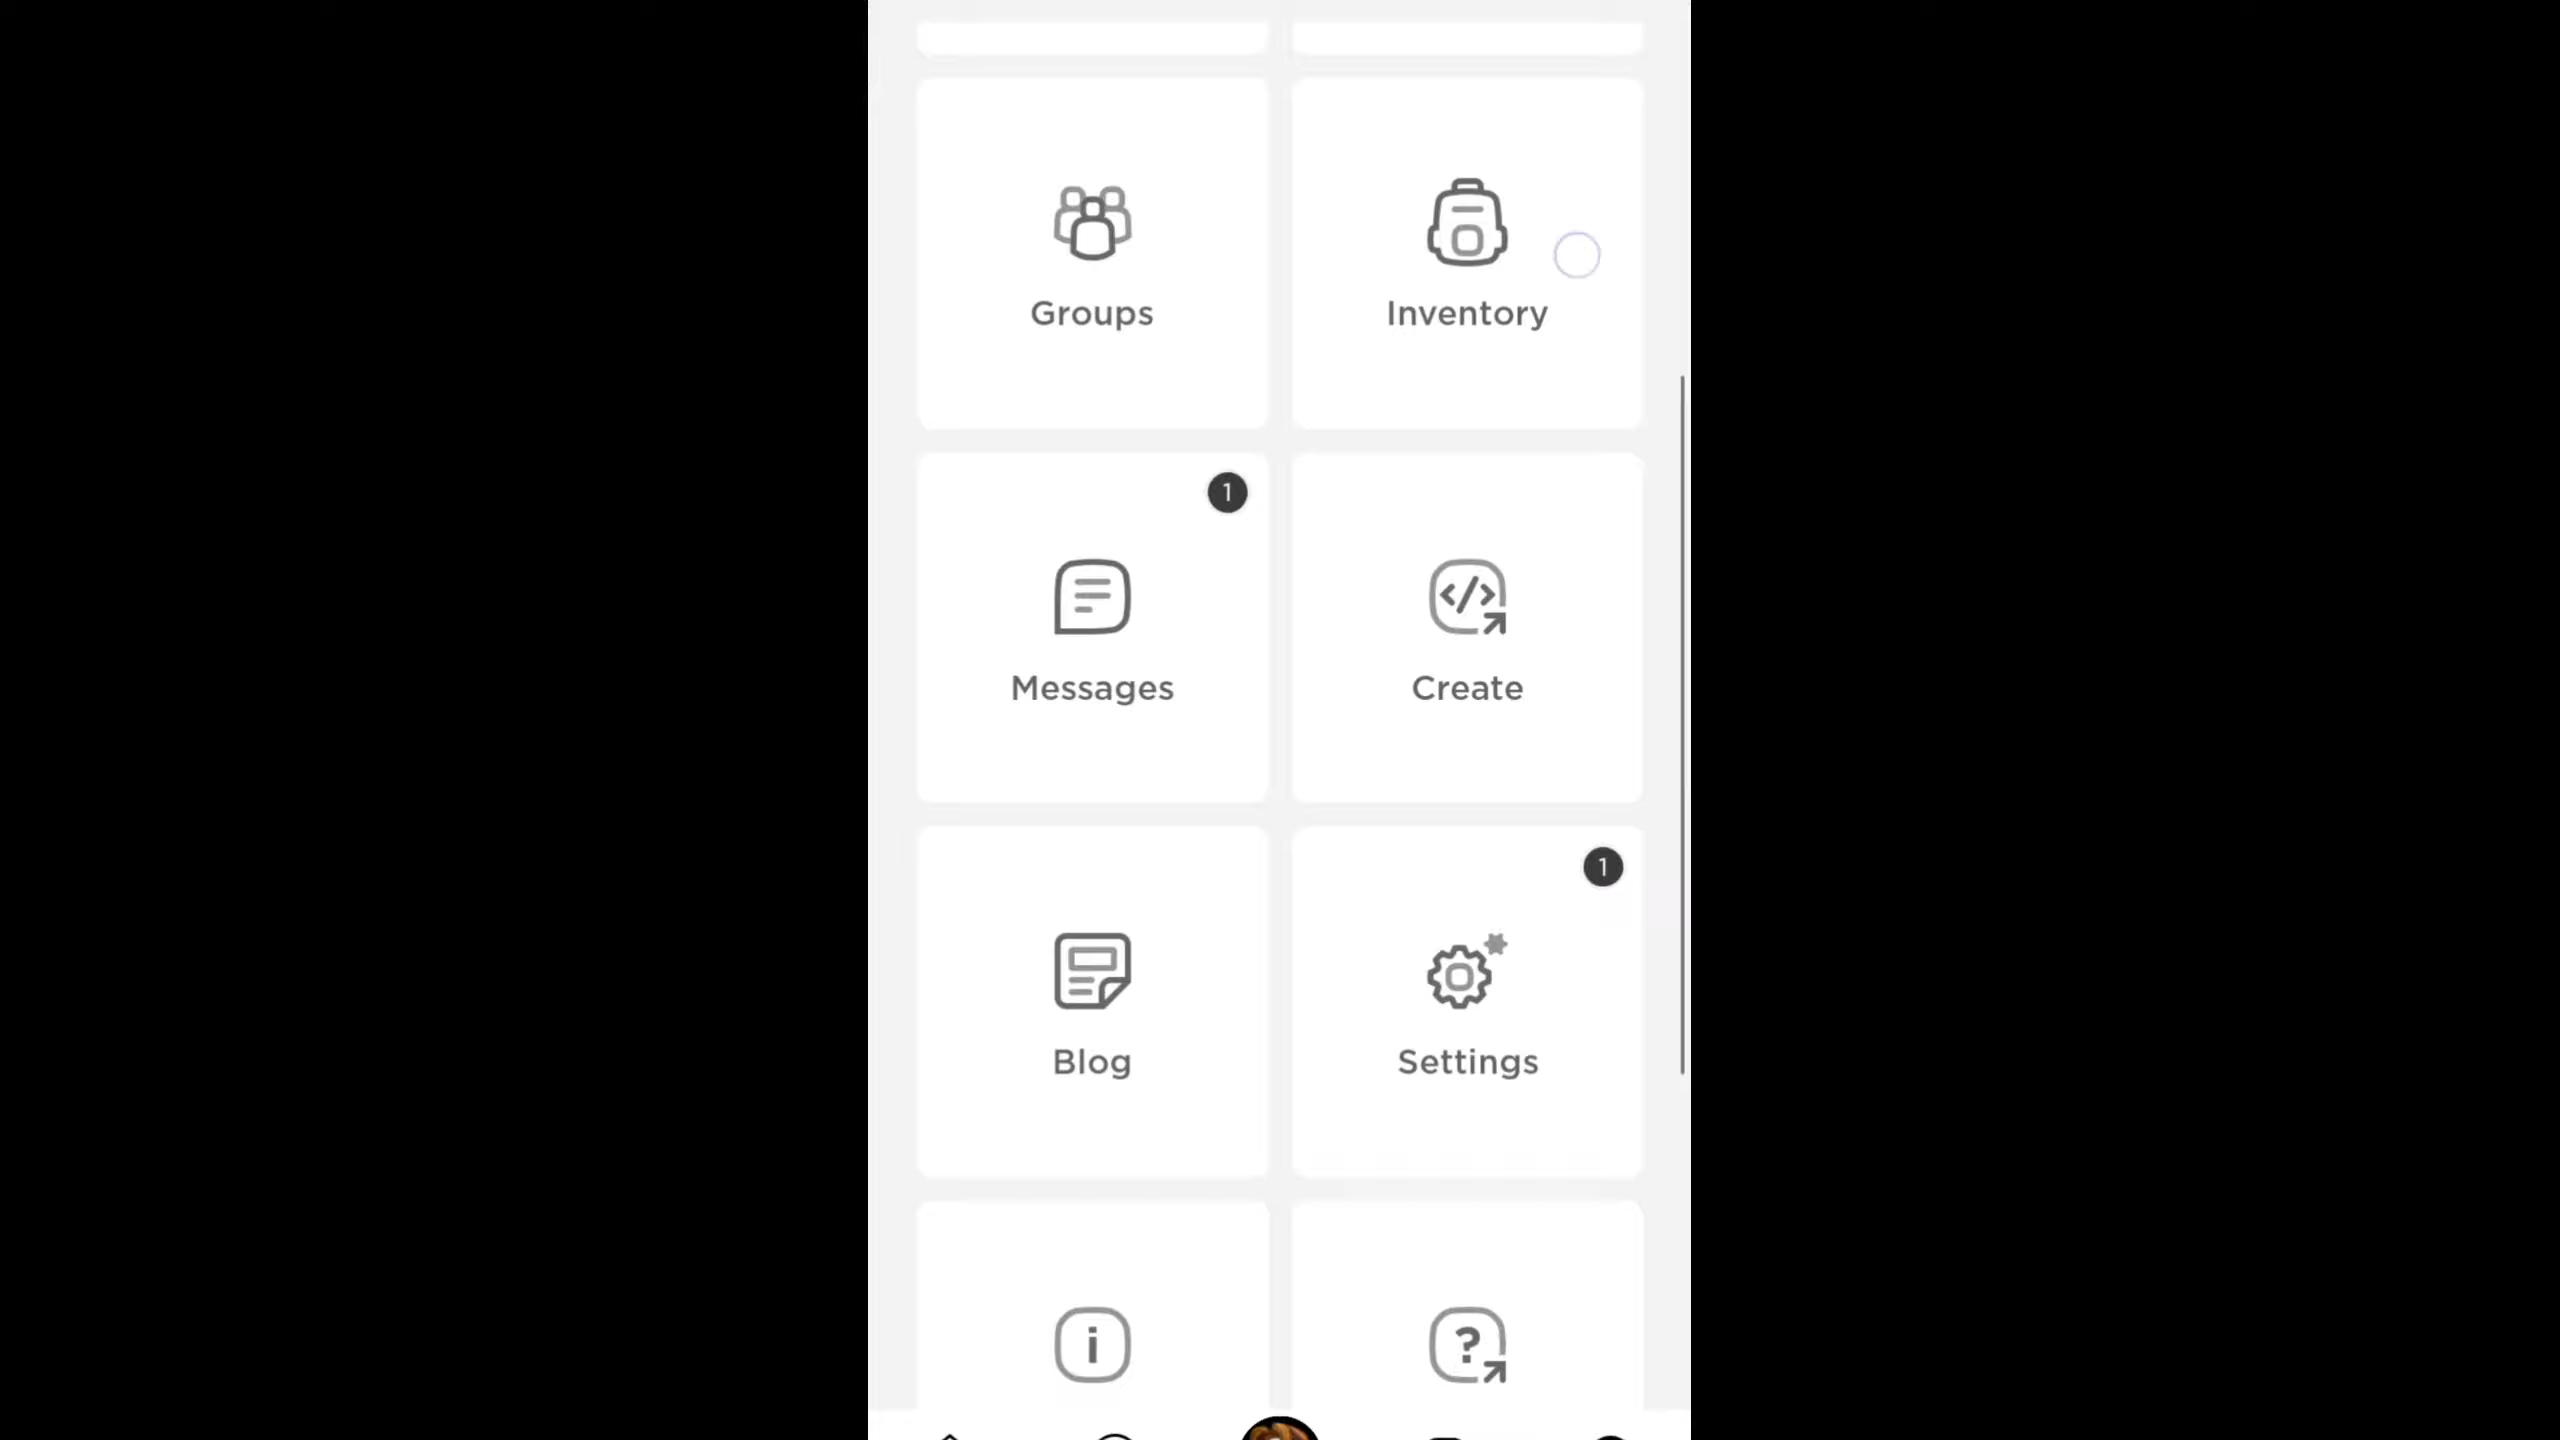 Groups
Inventory
1
Messages
</>
Create
1
Blog
Settings
i
?